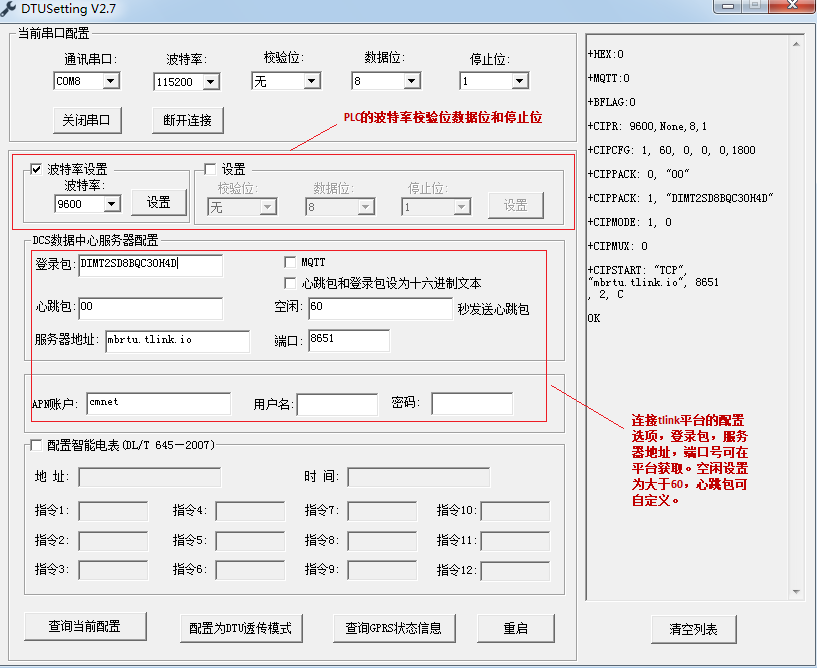 DTUSetting V2.7
当前串口配置
通讯串口: 波特率: 校验位: 数据位: 停止位:
COM8 115200 无 8 1
关闭串口 断开连接
PLC的波特率校验位数据位和停止位
波特率设置 设置
波特率: 校验位: 数据位: 停止位:
9600 设置 无 8 1 设置
DCS数据中心服务器配置
登录包: DIMT2SD8BQC3OH4D MQTT
心跳包和登录包设为十六进制文本
心跳包: 00 空闲: 60 秒发送心跳包
服务器地址: mbrtu.tlink.io 端口: 8651
APN账户: cmnet 用户名: 密码:
配置智能电表(DL/T 645—2007)
地 址: 时 间:
指令1: 指令4: 指令7: 指令10:
指令2: 指令5: 指令8: 指令11:
指令3: 指令6: 指令9: 指令12:
查询当前配置 配置为DTU透传模式 查询GPRS状态信息 重启
+HEX:0
+MQTT:0
+BFLAG:0
+CIPR: 9600,None,8,1
+CIPCFG: 1, 60, 0, 0, 0,1800
+CIPPACK: 0, "00"
+CIPPACK: 1, "DIMT2SD8BQC3OH4D"
+CIPMODE: 1, 0
+CIPMUX: 0
+CIPSTART: "TCP",
"mbrtu.tlink.io", 8651
, 2, C
OK
连接tlink平台的配置
选项，登录包，服务
器地址，端口号可在
平台获取。空闲设置
为大于60，心跳包可
自定义。
清空列表